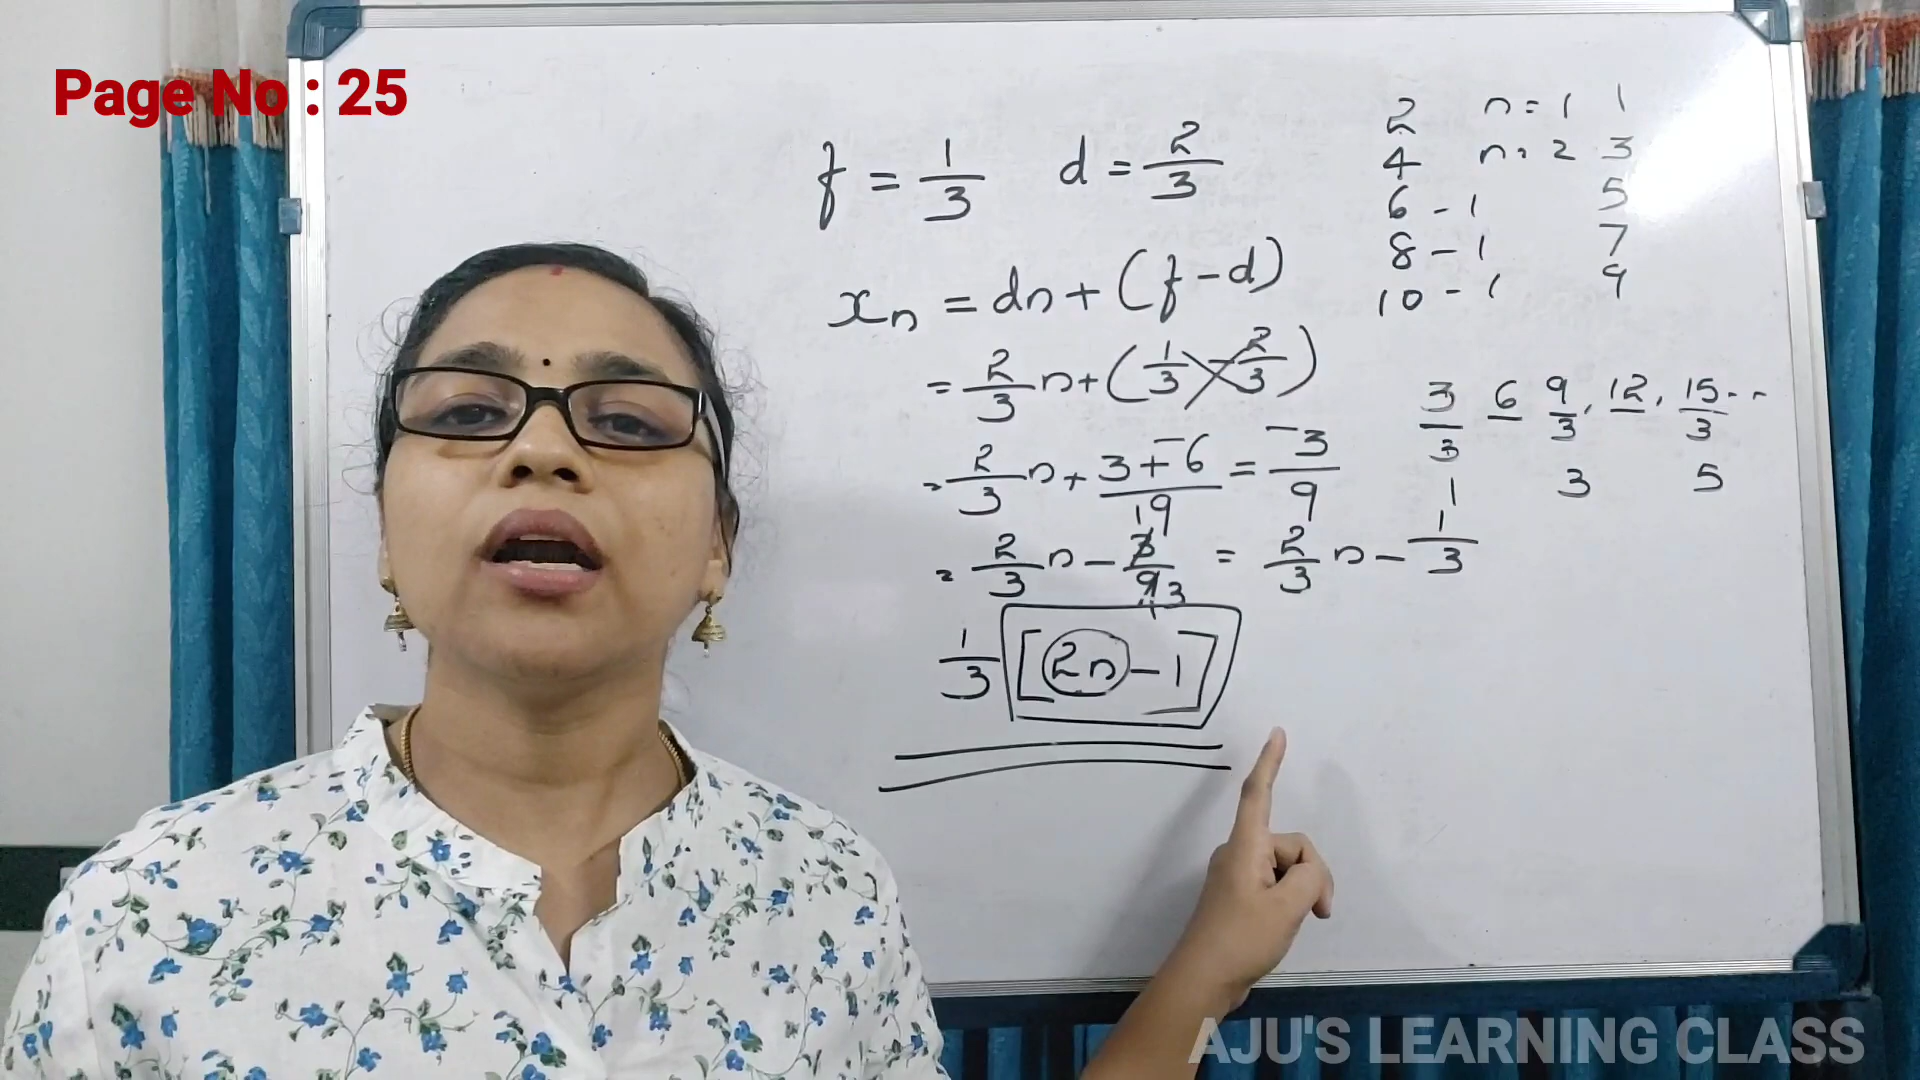 Page No : 25
f = 1/3 d = 2/3
xn = dn + (f - d)
= 2/3 n + (1/3 - 2/3)
= 2/3 n + 3 + -6 / 9 = -3/9
= 2/3 n - 3/9 = 2/3 n - 1/3
1 3
1/3 [2n - 1]
2 n = 1 1
4 n = 2 3
6 - 1 5
8 - 1 7
10 - 1 9
3/3 6 9/3, 12, 15/3 ...
1 3 5
AJU'S LEARNING CLASS